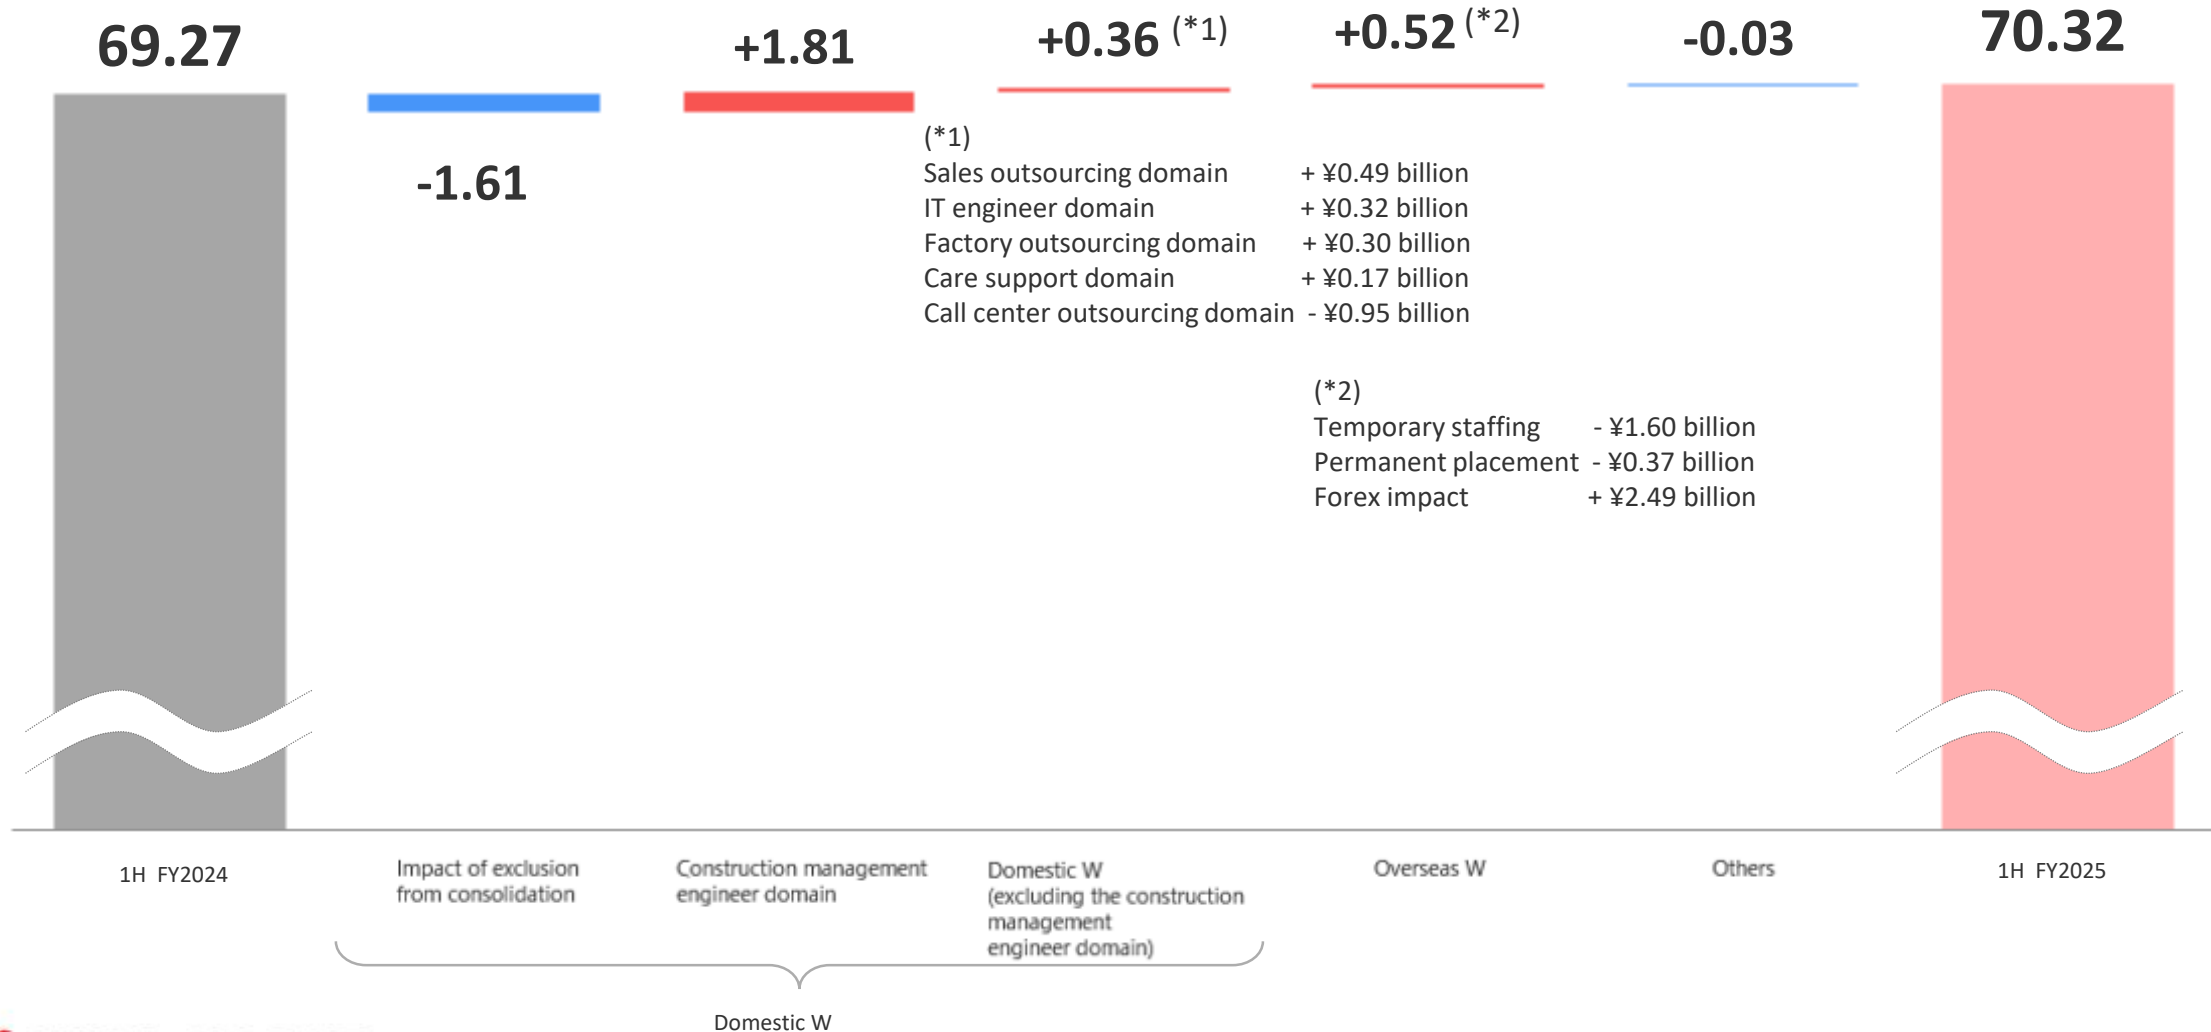 69.27
-1.61
+1.81
+0.36 (*1)
+0.52 (*2)
-0.03
70.32
(*1)
Sales outsourcing domain + ¥0.49 billion
IT engineer domain + ¥0.32 billion
Factory outsourcing domain + ¥0.30 billion
Care support domain + ¥0.17 billion
Call center outsourcing domain - ¥0.95 billion
(*2)
Temporary staffing - ¥1.60 billion
Permanent placement - ¥0.37 billion
Forex impact + ¥2.49 billion
1H FY2024
Impact of exclusion
from consolidation
Construction management
engineer domain
Domestic W
(excluding the construction
management
engineer domain)
Overseas W
Others
1H FY2025
Domestic W